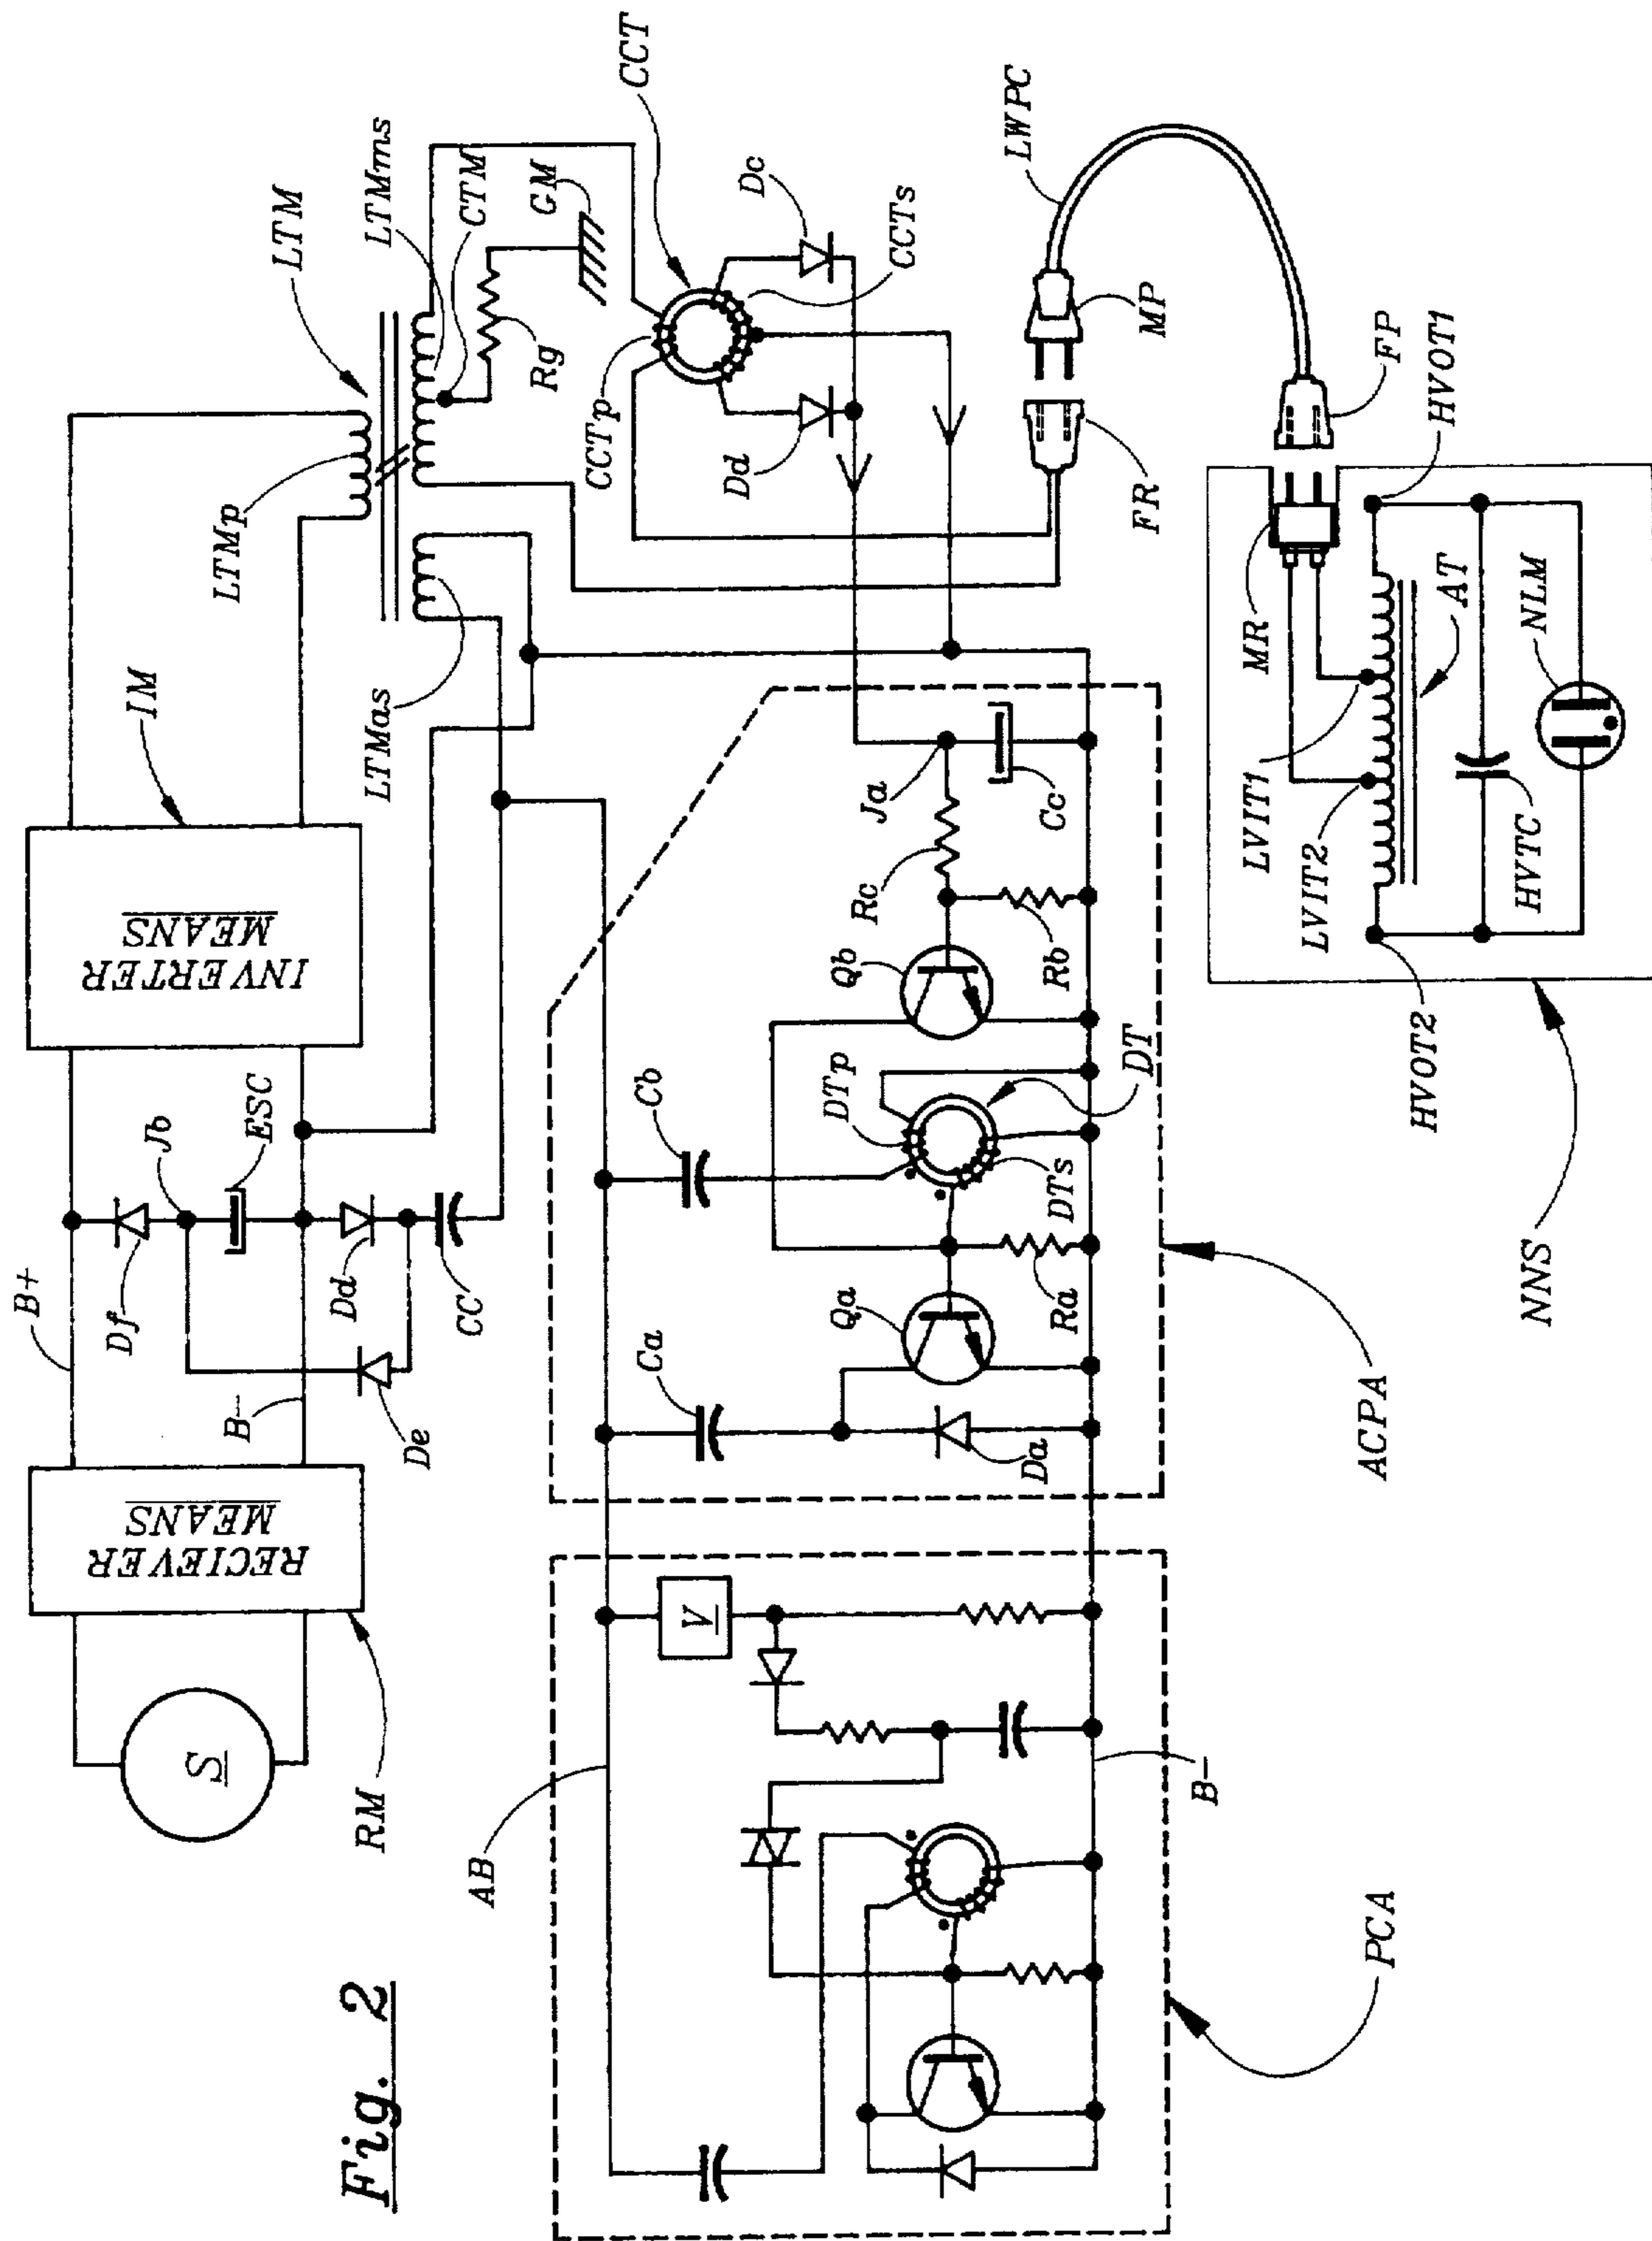 Fig. 2
S
RM
RECIEVER
MEANS
B+
B-
Df
Jb
ESC
De
Dd
CC
INVERTER
MEANS
IM
LTMp
LTM
LTMms
CTM
GM
Rg
LTMas
CCT
CCTp
CCTs
Dc
Dd
LWPC
MP
FR
FP
AB
V
B-
PCA
Ca
Cb
Qa
Da
Ra
DTp
DTs
DT
Qb
Rb
Rc
Ja
Cc
ACPA
MR
HVOT1
LVIT1
LVIT2
AT
HVTC
NLM
HVOT2
NNS